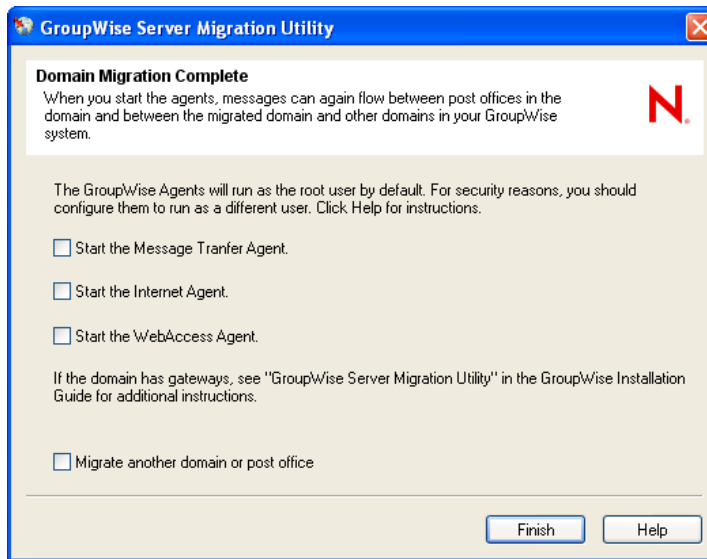 GroupWise Server Migration Utility
Domain Migration Complete
When you start the agents, messages can again flow between post offices in the
domain and between the migrated domain and other domains in your GroupWise
system.
N.
The GroupWise Agents will run as the root user by default. For security reasons, you should
configure them to run as a different user. Click Help for instructions.
Start the Message Tranfer Agent.
Start the Internet Agent.
Start the WebAccess Agent.
If the domain has gateways, see "GroupWise Server Migration Utility" in the GroupWise Installation
Guide for additional instructions.
Migrate another domain or post office
Finish
Help